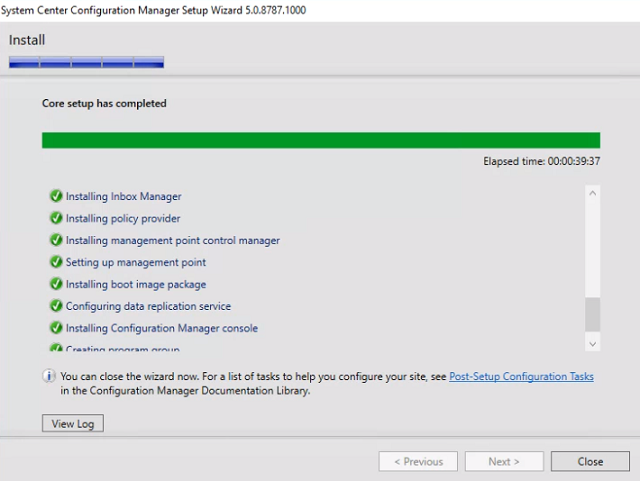 System Center Configuration Manager Setup Wizard 5.0.8787.1000
Install
Core setup has completed
Elapsed time: 00:00:39:37
Installing Inbox Manager
Installing policy provider
Installing management point control manager
Setting up management point
Installing boot image package
Configuring data replication service
Installing Configuration Manager console
Creating program group
You can close the wizard now. For a list of tasks to help you configure your site, see Post-Setup Configuration Tasks
in the Configuration Manager Documentation Library.
View Log
< Previous
Next >
Close